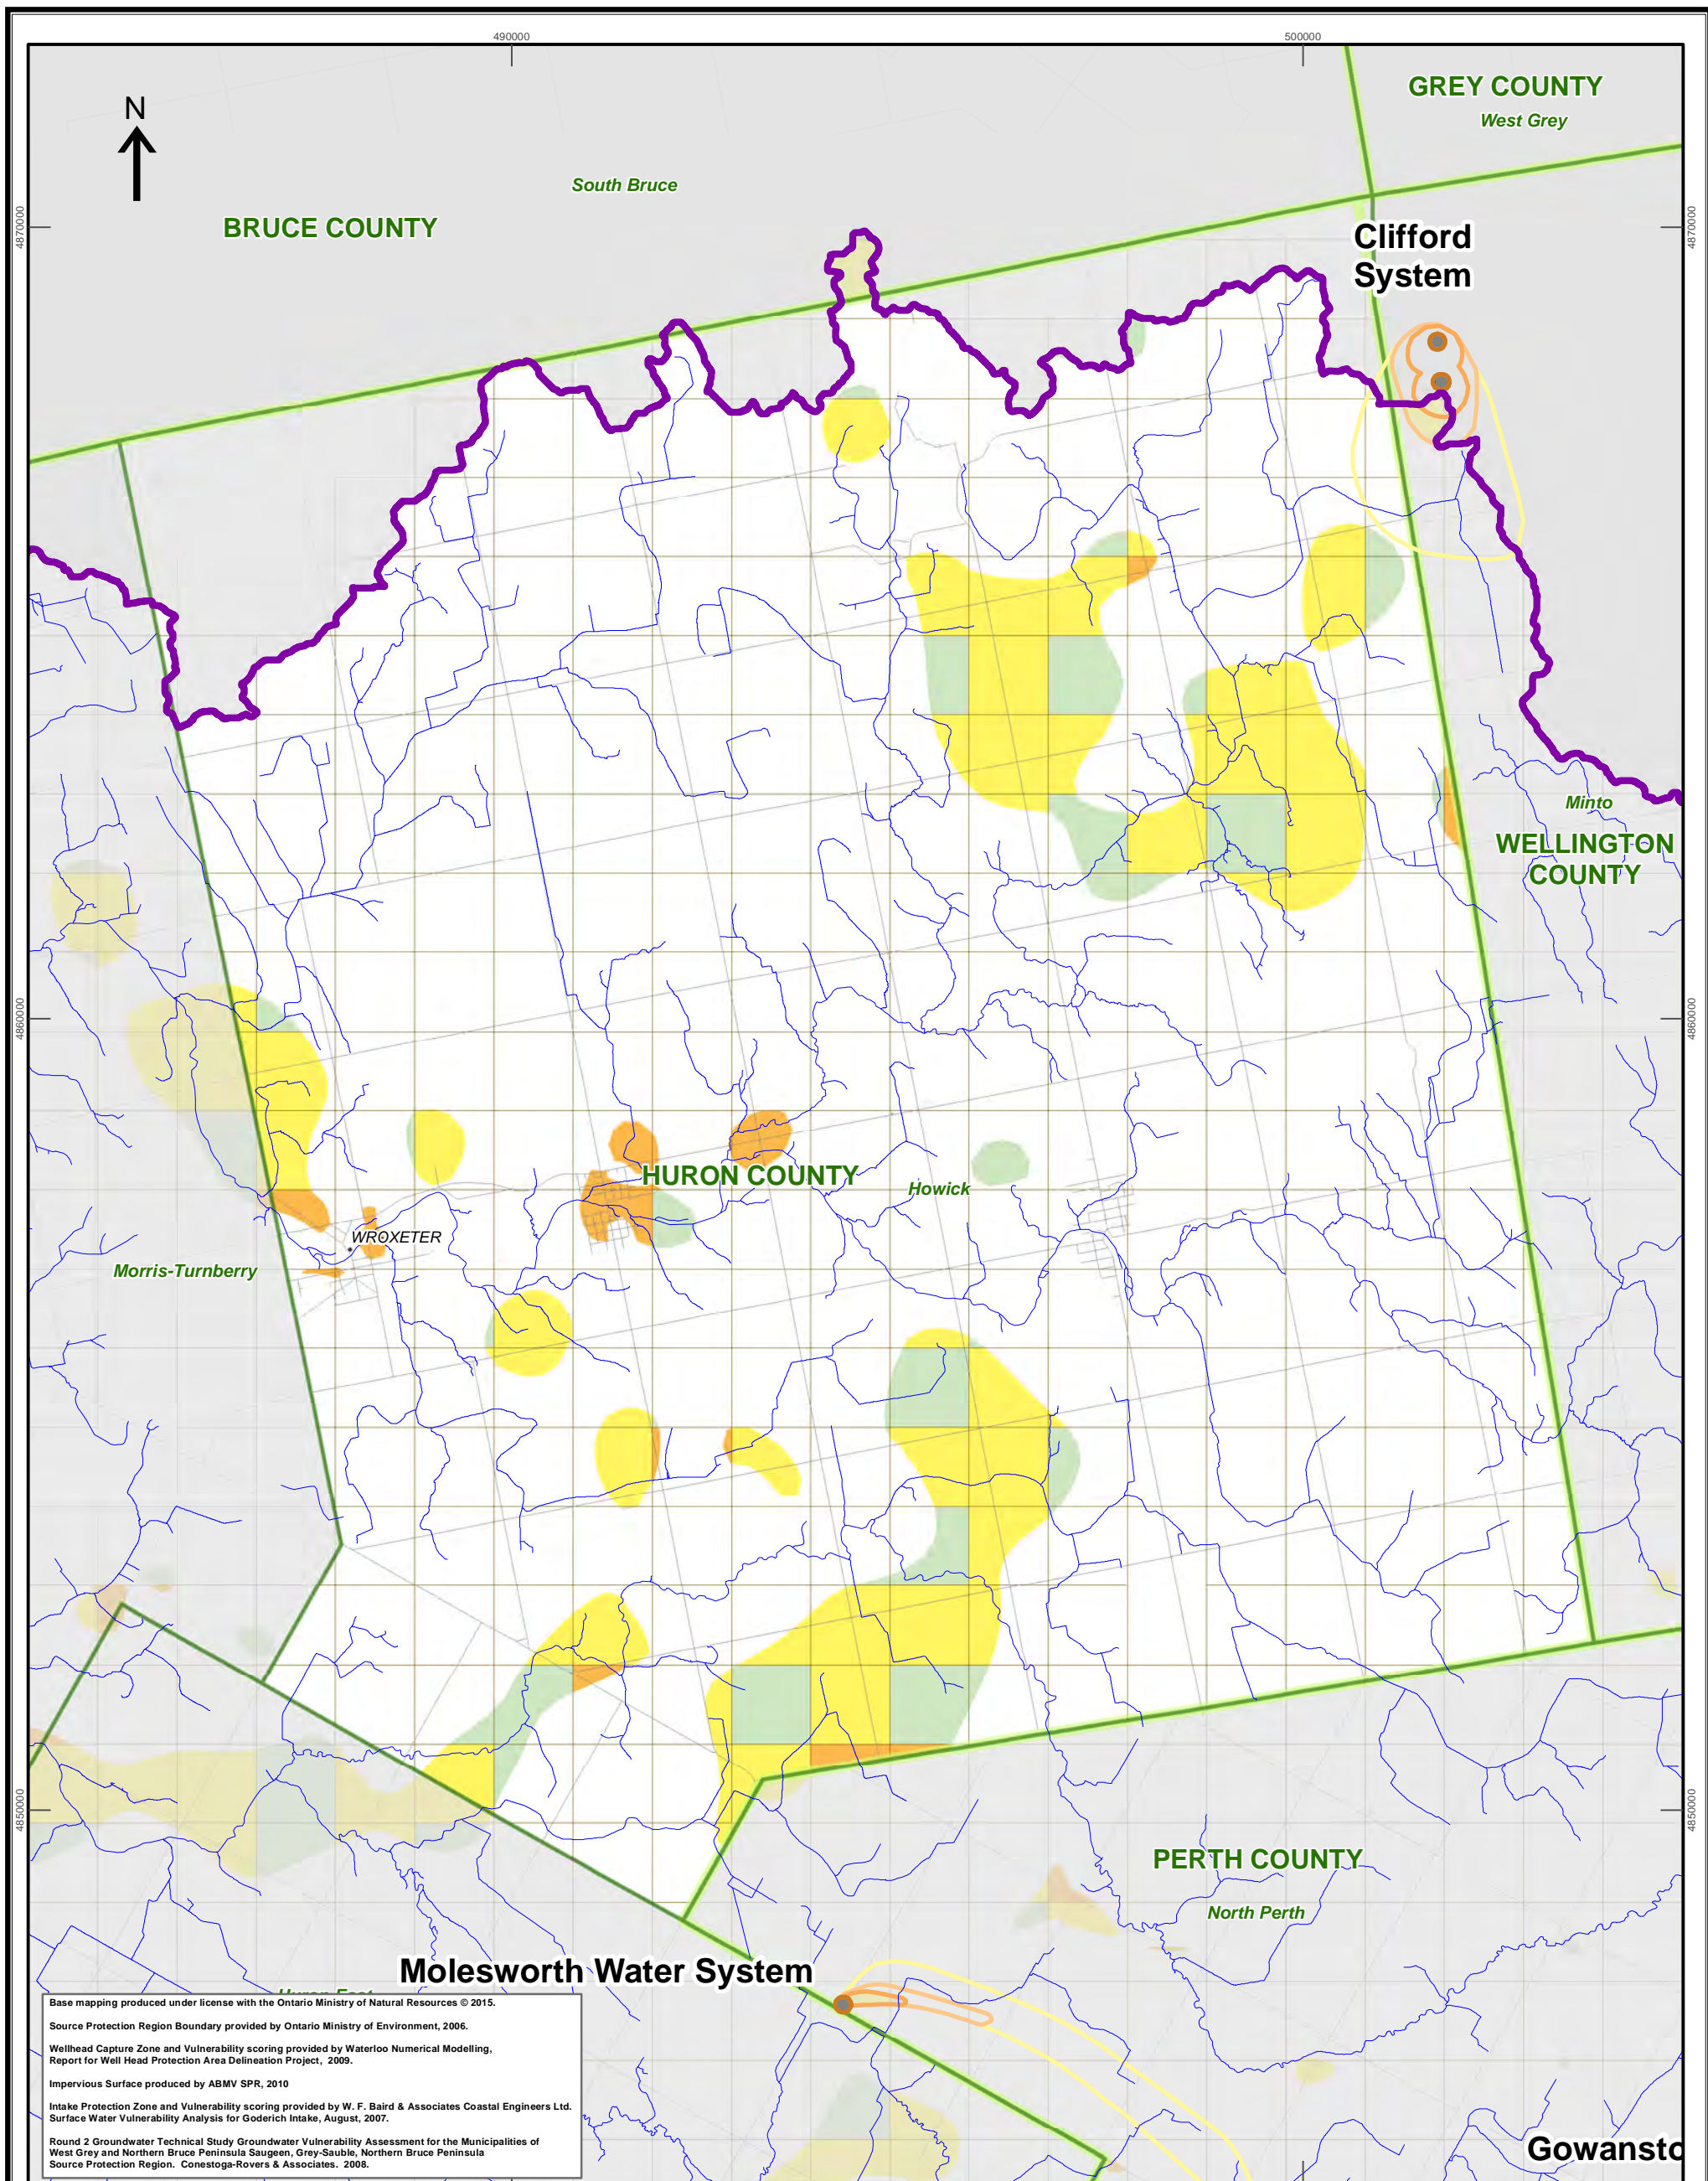 490000
500000
GREY COUNTY
West Grey
N
South Bruce
BRUCE COUNTY
4870000
4870000
Clifford
System
Minto
WELLINGTON
COUNTY
4860000
4860000
HURON COUNTY
Howick
WROXETER
Morris-Turnberry
4850000
4850000
PERTH COUNTY
North Perth
Molesworth Water System
Huron East
Base mapping produced under license with the Ontario Ministry of Natural Resources © 2015.
Source Protection Region Boundary provided by Ontario Ministry of Environment, 2006.
Wellhead Capture Zone and Vulnerability scoring provided by Waterloo Numerical Modelling,
Report for Well Head Protection Area Delineation Project, 2009.
Impervious Surface produced by ABMV SPR, 2010
Intake Protection Zone and Vulnerability scoring provided by W. F. Baird & Associates Coastal Engineers Ltd.
Surface Water Vulnerability Analysis for Goderich Intake, August, 2007.
Round 2 Groundwater Technical Study Groundwater Vulnerability Assessment for the Municipalities of
West Grey and Northern Bruce Peninsula Saugeen, Grey-Sauble, Northern Bruce Peninsula
Source Protection Region. Conestoga-Rovers & Associates. 2008.
Gowansto